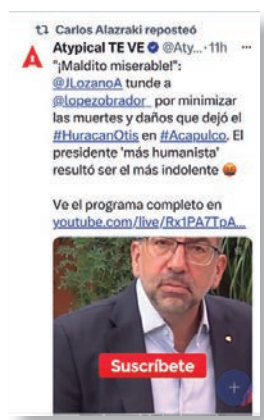 Carlos Alazraki reposteó
Atypical TE VE @Aty... · 11h ...
"¡Maldito miserable!":
@JLozanoA tunde a
@lopezobrador_ por minimizar
las muertes y daños que dejó el
#HuracanOtis en #Acapulco. El
presidente 'más humanista'
resultó ser el más indolente
Ve el programa completo en
youtube.com/live/Rx1PA7TpA...
Suscríbete